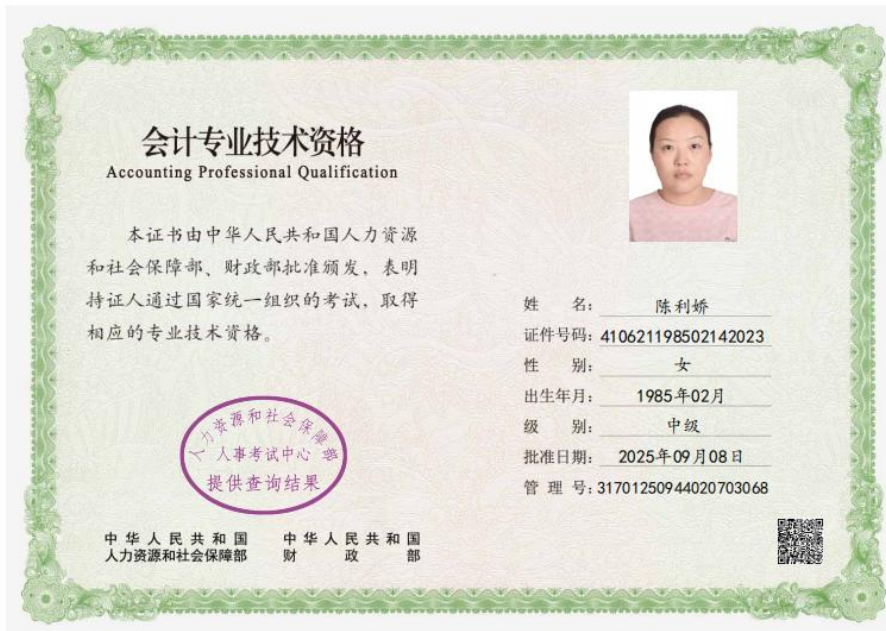 会计专业技术资格
Accounting Professional Qualification
本证书由中华人民共和国人力资源
和社会保障部、财政部批准颁发，表明
持证人通过国家统一组织的考试，取得
相应的专业技术资格。
人力资源和社会保障部
人事考试中心
提供查询结果
中华人民共和国
人力资源和社会保障部
中华人民共和国
财政部
姓名：陈利娇
证件号码：410621198502142023
性别：女
出生年月：1985年02月
级别：中级
批准日期：2025年09月08日
管理号：31701250944020703068